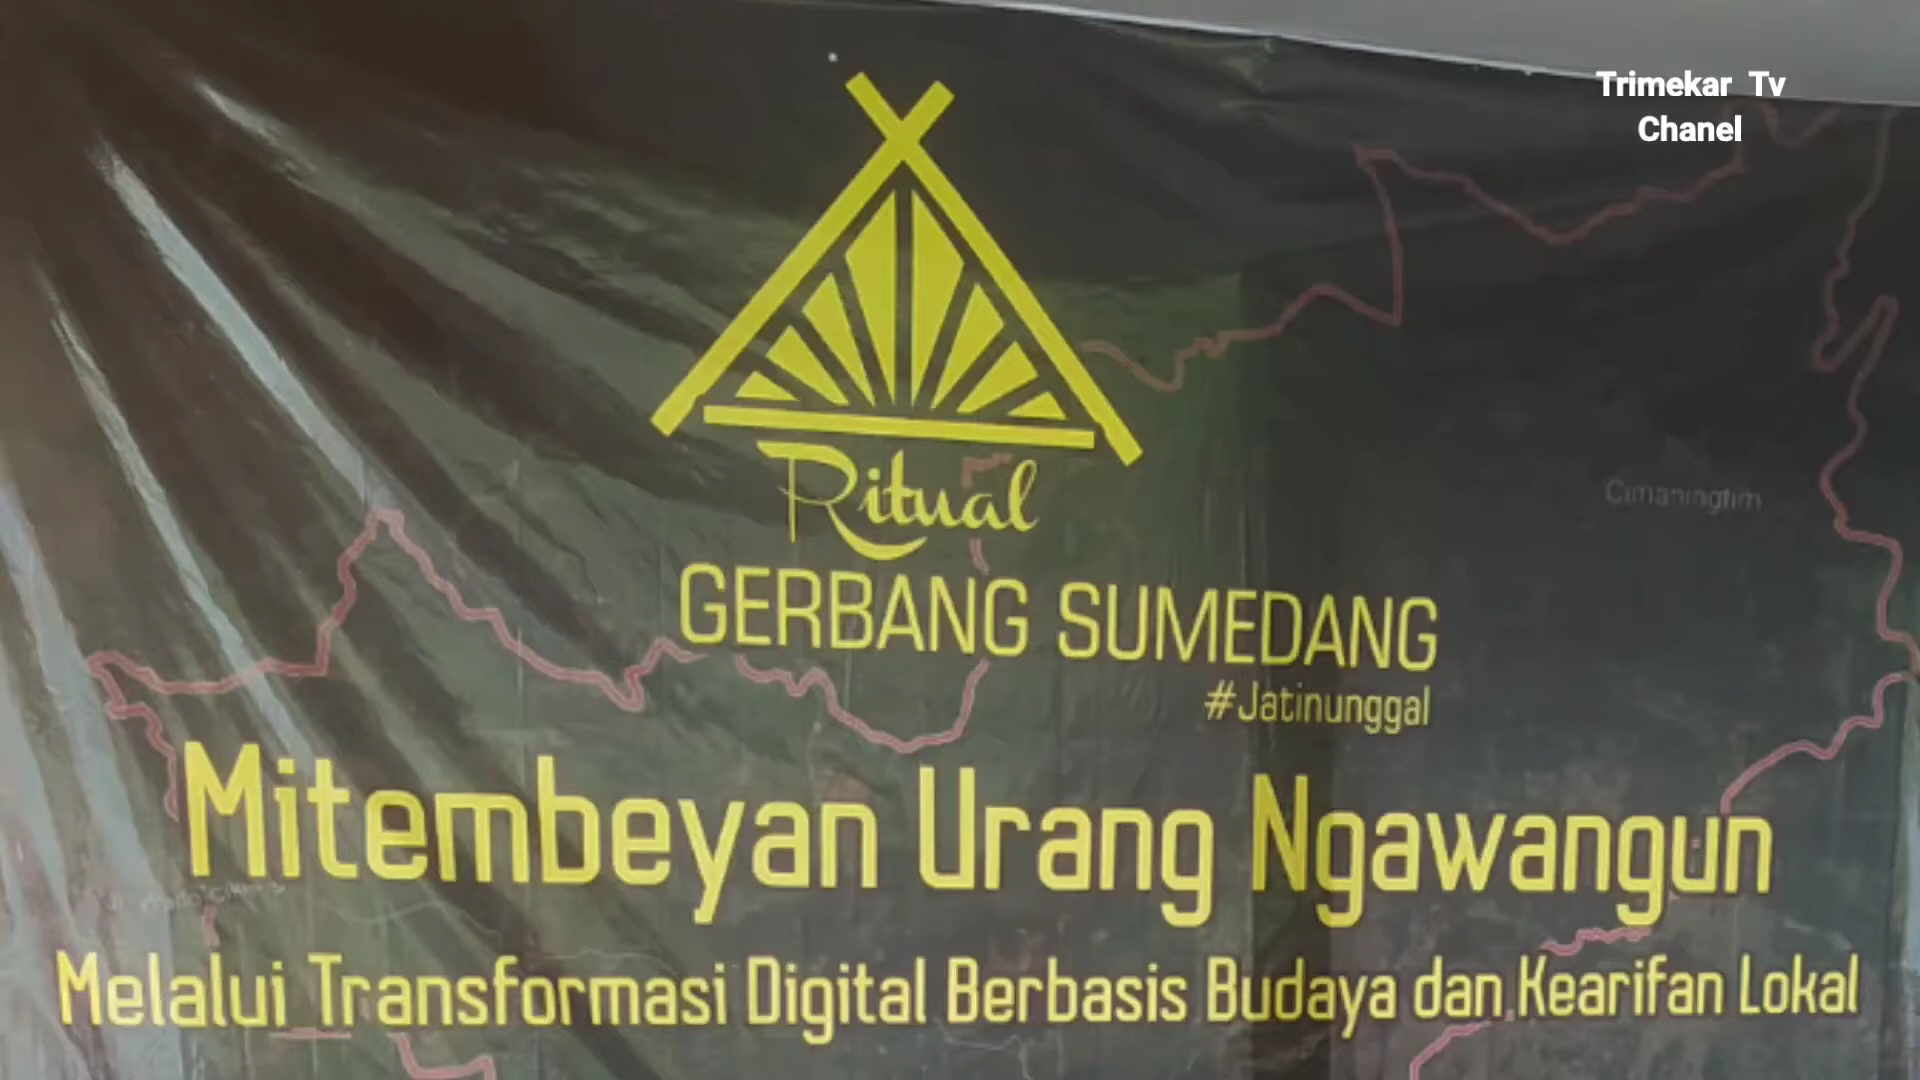 Trimekar Tv
Chanel
Ritual
GERBANG SUMEDANG
#Jatinunggal
Mitembeyan Urang Ngawangun
Melalui Transformasi Digital Berbasis Budaya dan Kearifan Lokal